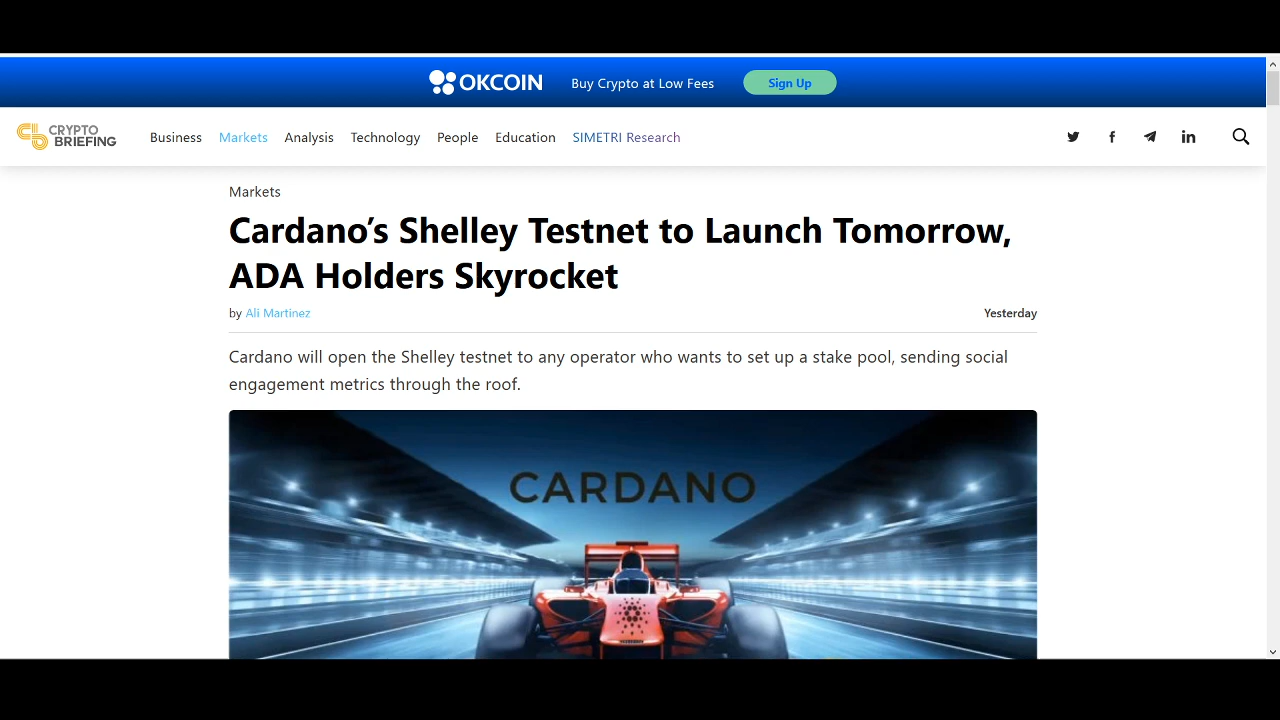 OKCOIN Buy Crypto at Low Fees Sign Up
CRYPTO
BRIEFING
Business Markets Analysis Technology People Education SIMETRI Research
Markets
Cardano’s Shelley Testnet to Launch Tomorrow,
ADA Holders Skyrocket
by Ali Martinez Yesterday
Cardano will open the Shelley testnet to any operator who wants to set up a stake pool, sending social
engagement metrics through the roof.
CARDANO